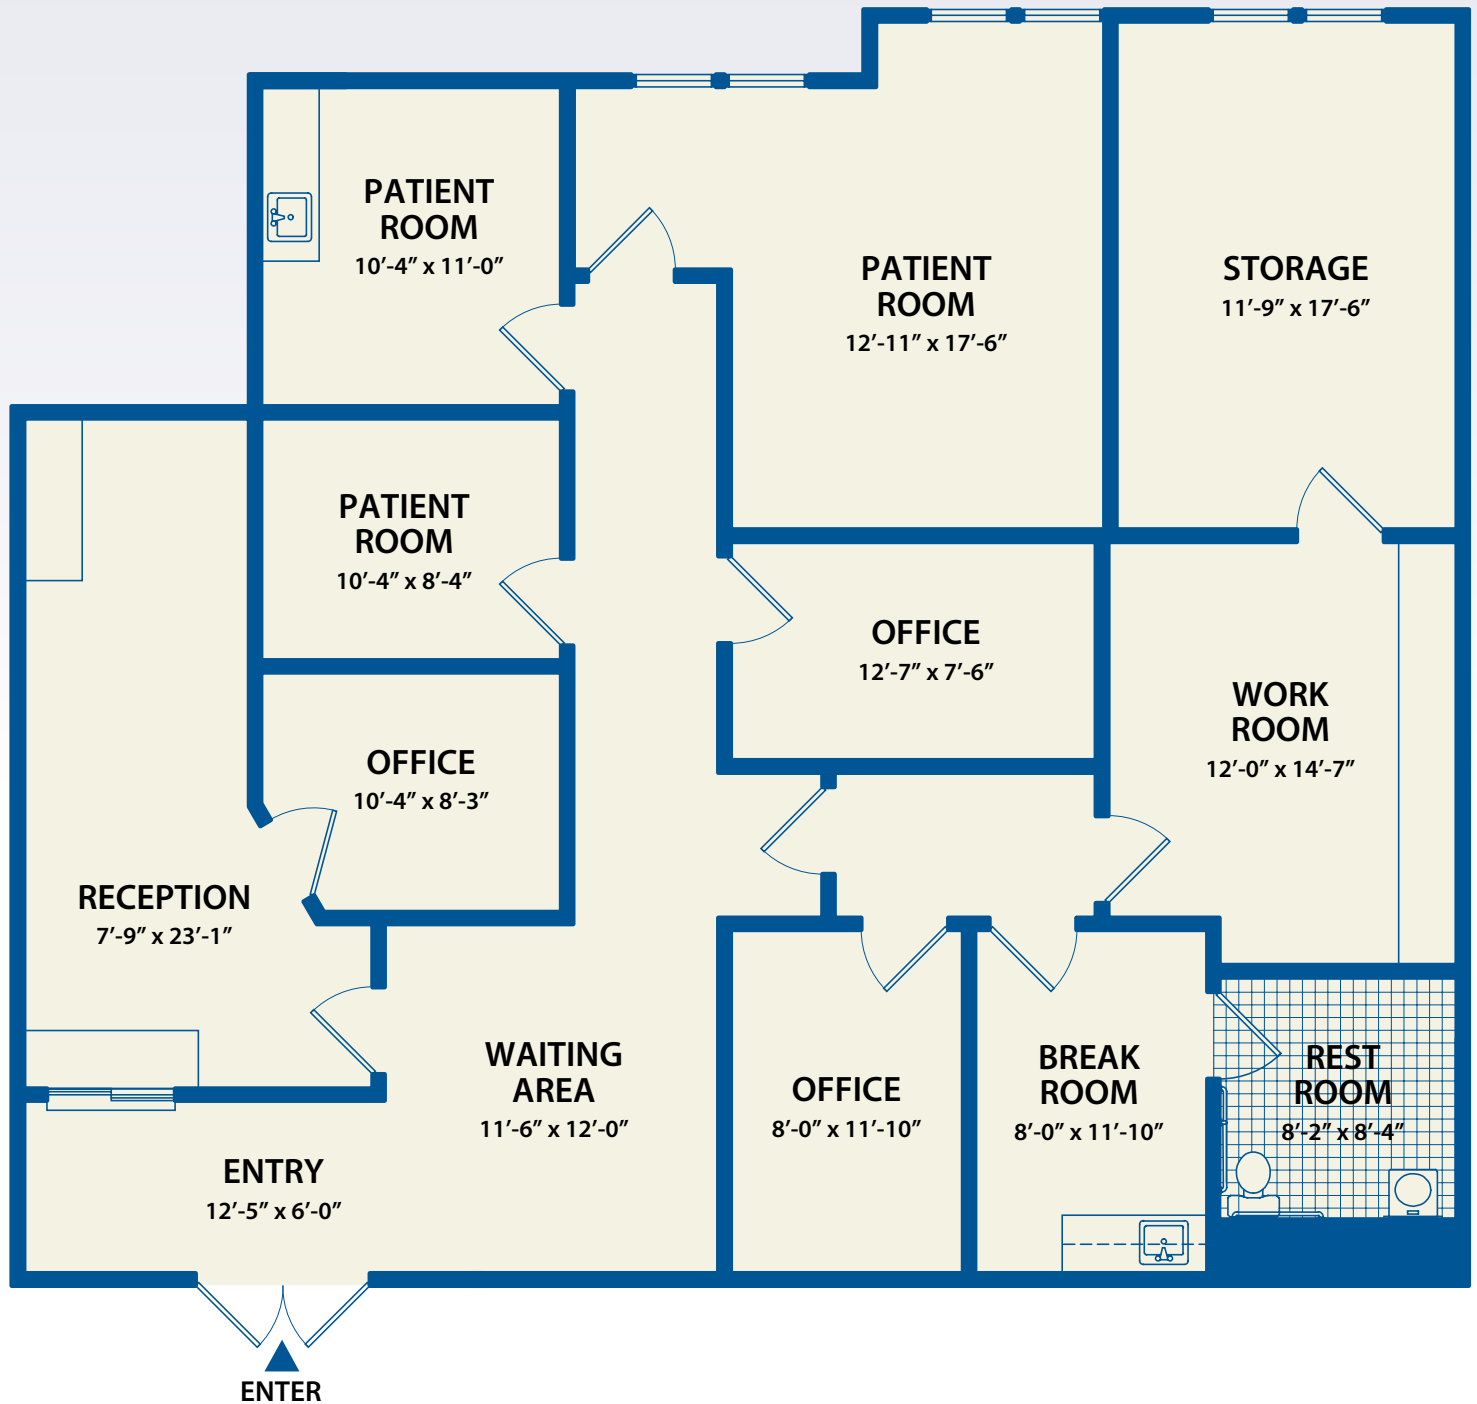 PATIENT
ROOM
10′-4″ x 11′-0″
PATIENT
ROOM
12′-11″ x 17′-6″
STORAGE
11′-9″ x 17′-6″
PATIENT
ROOM
10′-4″ x 8′-4″
OFFICE
12′-7″ x 7′-6″
WORK
ROOM
12′-0″ x 14′-7″
OFFICE
10′-4″ x 8′-3″
RECEPTION
7′-9″ x 23′-1″
WAITING
AREA
11′-6″ x 12′-0″
OFFICE
8′-0″ x 11′-10″
BREAK
ROOM
8′-0″ x 11′-10″
REST
ROOM
8′-2″ x 8′-4″
ENTRY
12′-5″ x 6′-0″
ENTER